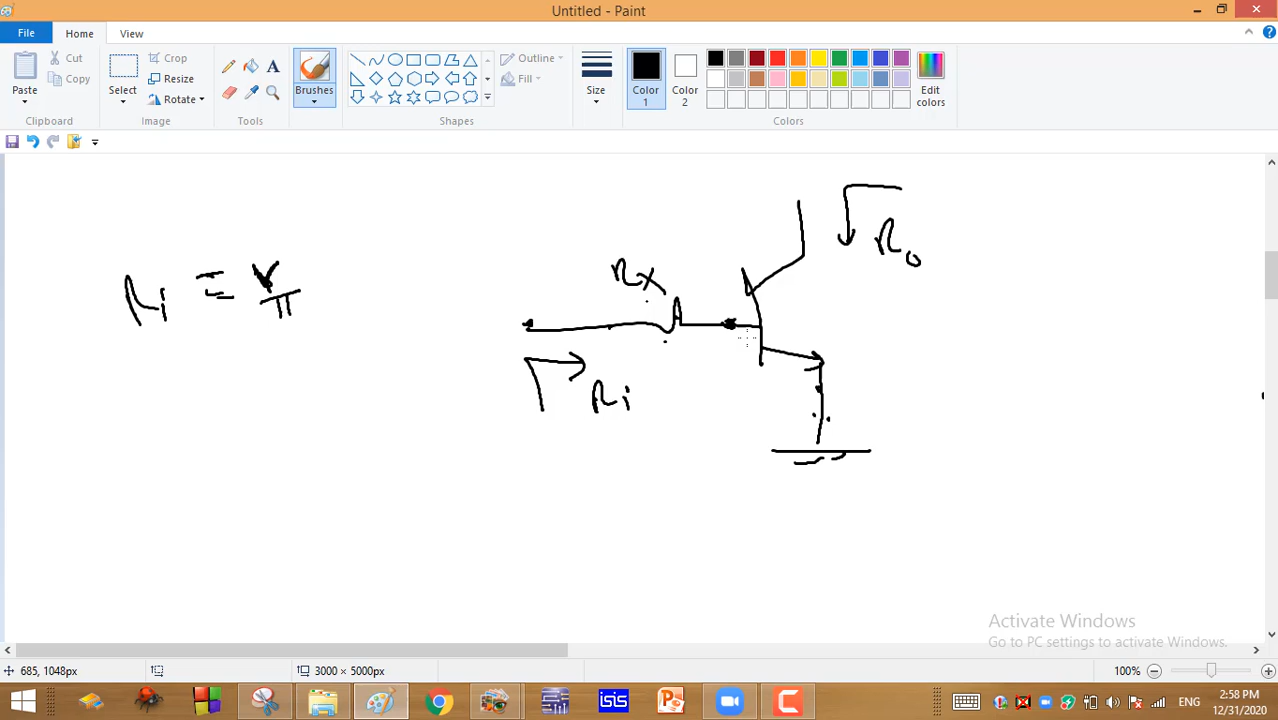 Untitled - Paint
File
Home
View
Paste
Cut
Copy
Clipboard
Select
Crop
Resize
Rotate
Image
Brushes
Tools
A
Outline
Fill
Shapes
Size
Color 1
Color 2
Edit colors
Colors
Rx
Ro
Ri = rπ
Ri
Activate Windows
Go to PC settings to activate Windows.
685, 1048px
3000 × 5000px
100%
isis
ENG
2:58 PM
12/31/2020